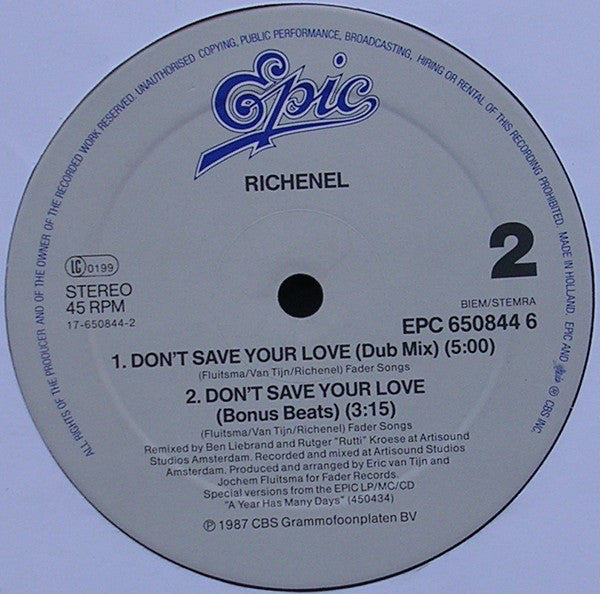 ALL RIGHTS OF THE PRODUCER AND OF THE OWNER OF THE RECORDED WORK RESERVED. UNAUTHORISED COPYING, PUBLIC PERFORMANCE, BROADCASTING, HIRING OR RENTAL OF THIS RECORDING PROHIBITED. MADE IN HOLLAND. EPIC AND Epic ℗ CBS INC.
Epic
RICHENEL
2
LC 0199
STEREO
45 RPM
17-650844-2
BIEM/STEMRA
EPC 650844 6
1. DON'T SAVE YOUR LOVE (Dub Mix) (5:00)
(Fluitsma/Van Tijn/Richenel) Fader Songs
2. DON'T SAVE YOUR LOVE
(Bonus Beats) (3:15)
(Fluitsma/Van Tijn/Richenel) Fader Songs
Remixed by Ben Liebrand and Rutger "Rutti" Kroese at Artisound
Studios Amsterdam. Recorded and mixed at Artisound Studios
Amsterdam. Produced and arranged by Eric van Tijn and
Jochem Fluitsma for Fader Records.
Special versions from the EPIC LP/MC/CD
"A Year Has Many Days" (450434)
℗ 1987 CBS Grammofoonplaten BV